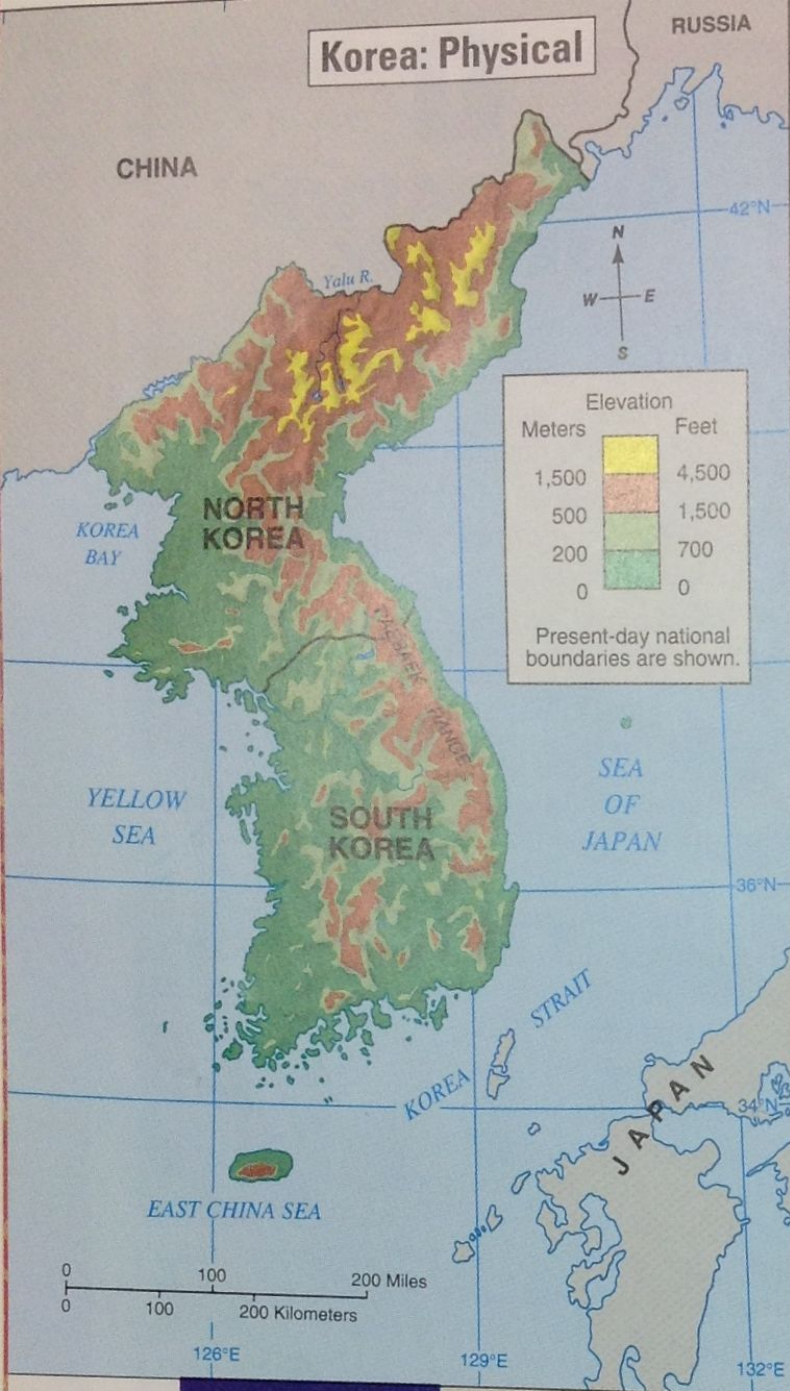 Korea: Physical
RUSSIA
CHINA
42°N
N
W E
S
Yalu R.
Elevation
Meters Feet
1,500 4,500
500 1,500
200 700
0 0
Present-day national
boundaries are shown.
NORTH
KOREA
KOREA
BAY
TAEBAEK RANGE
YELLOW
SEA
SEA
OF
JAPAN
SOUTH
KOREA
36°N
KOREA STRAIT
JAPAN
34°N
EAST CHINA SEA
0 100 200 Miles
0 100 200 Kilometers
126°E
129°E
132°E